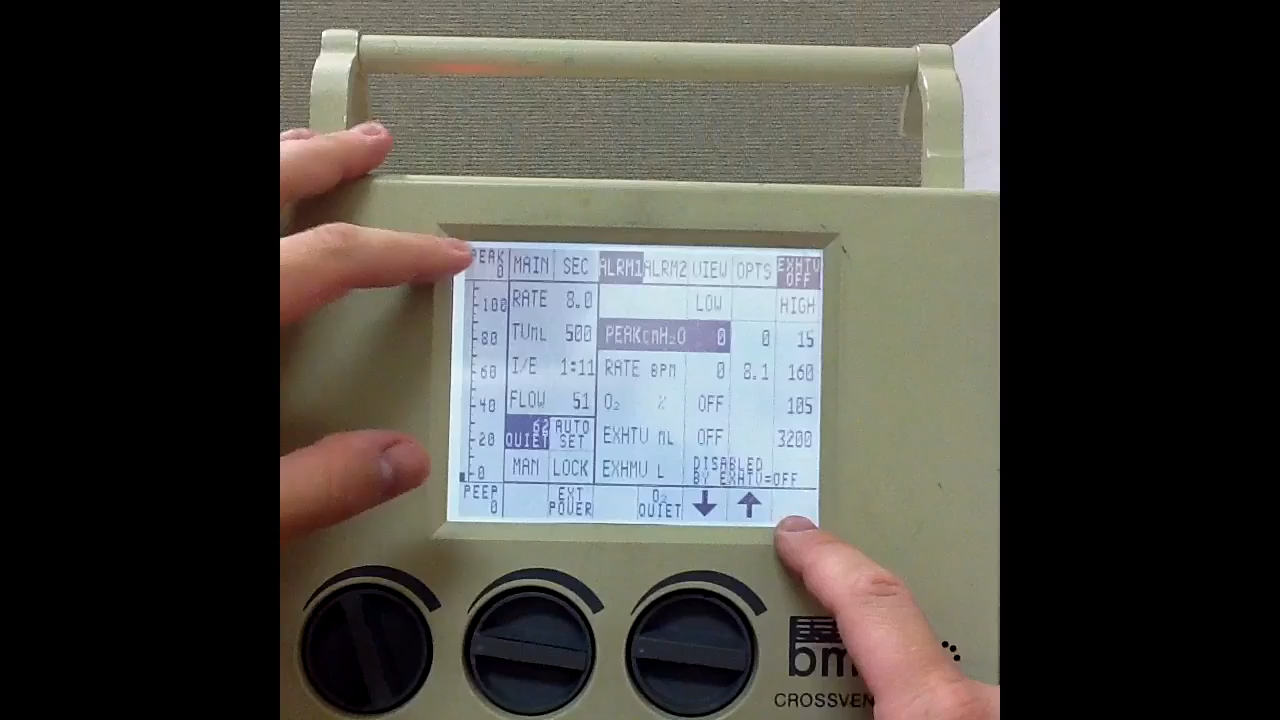 PEAK MAIN SEC ALRM1 ALRM2 VIEW OPTS EXHTV
0 OFF
100 RATE 8.0 LOW HIGH
80 TVmL 500 PEAKcmH₂O 0 0 15
60 I/E 1:11 RATE BPM 0 8.1 160
40 FLOW 51 O₂ % OFF 105
62 AUTO
20 QUIET SET EXHTV mL OFF 3200
0 MAN LOCK EXHMV L DISABLED
BY EXHTV=OFF
PEEP EXT O₂
0 POWER QUIET
bm
CROSSVEN